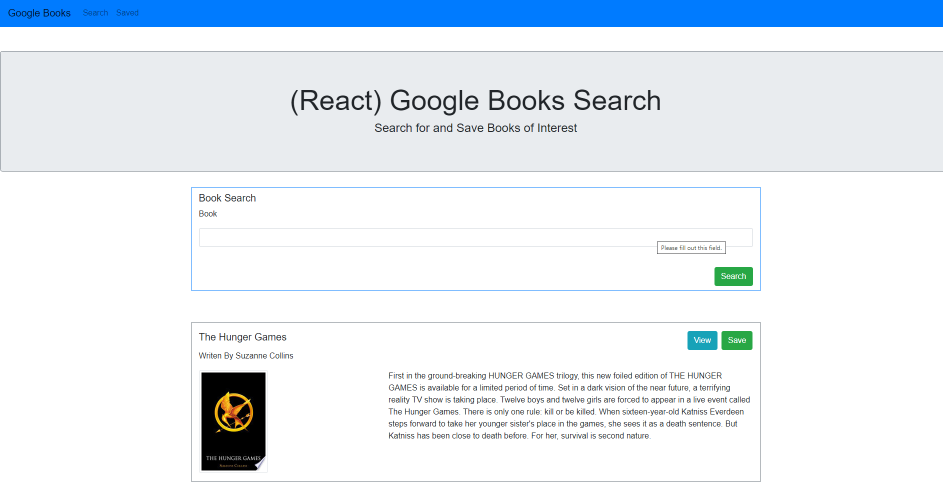 Google Books Search Saved
(React) Google Books Search
Search for and Save Books of Interest
Book Search
Book
Please fill out this field.
Search
The Hunger Games
View Save
Writen By Suzanne Collins
First in the ground-breaking HUNGER GAMES trilogy, this new foiled edition of THE HUNGER
GAMES is available for a limited period of time. Set in a dark vision of the near future, a terrifying
reality TV show is taking place. Twelve boys and twelve girls are forced to appear in a live event called
The Hunger Games. There is only one rule: kill or be killed. When sixteen-year-old Katniss Everdeen
steps forward to take her younger sister's place in the games, she sees it as a death sentence. But
Katniss has been close to death before. For her, survival is second nature.
THE HUNGER GAMES
SUZANNE COLLINS